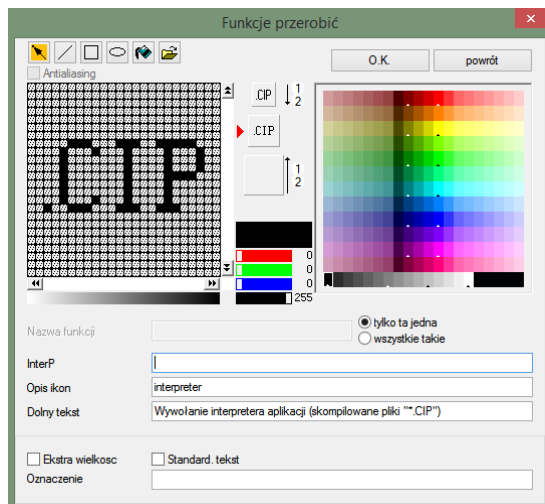 Funkcje przerobić
Antialiasing
O.K.
powrót
.CIP
1
2
.CIP
.CIP
1
2
0
0
0
255
Nazwa funkcji
tylko ta jedna
wszystkie takie
InterP
Opis ikon
interpreter
Dolny tekst
Wywołanie interpretera aplikacji (skompilowane pliki "*.CIP")
Ekstra wielkosc
Standard. tekst
Oznaczenie